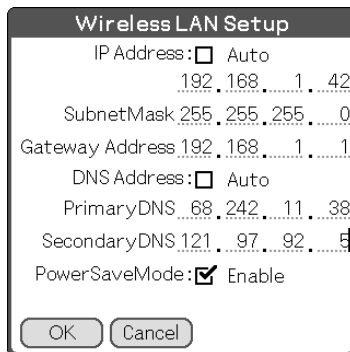 Wireless LAN Setup
IP Address: Auto
192.168.1.42
SubnetMask 255.255.255.0
Gateway Address 192.168.1.1
DNS Address: Auto
PrimaryDNS 68.242.11.38
SecondaryDNS 121.97.92.5
PowerSaveMode: Enable
OK Cancel